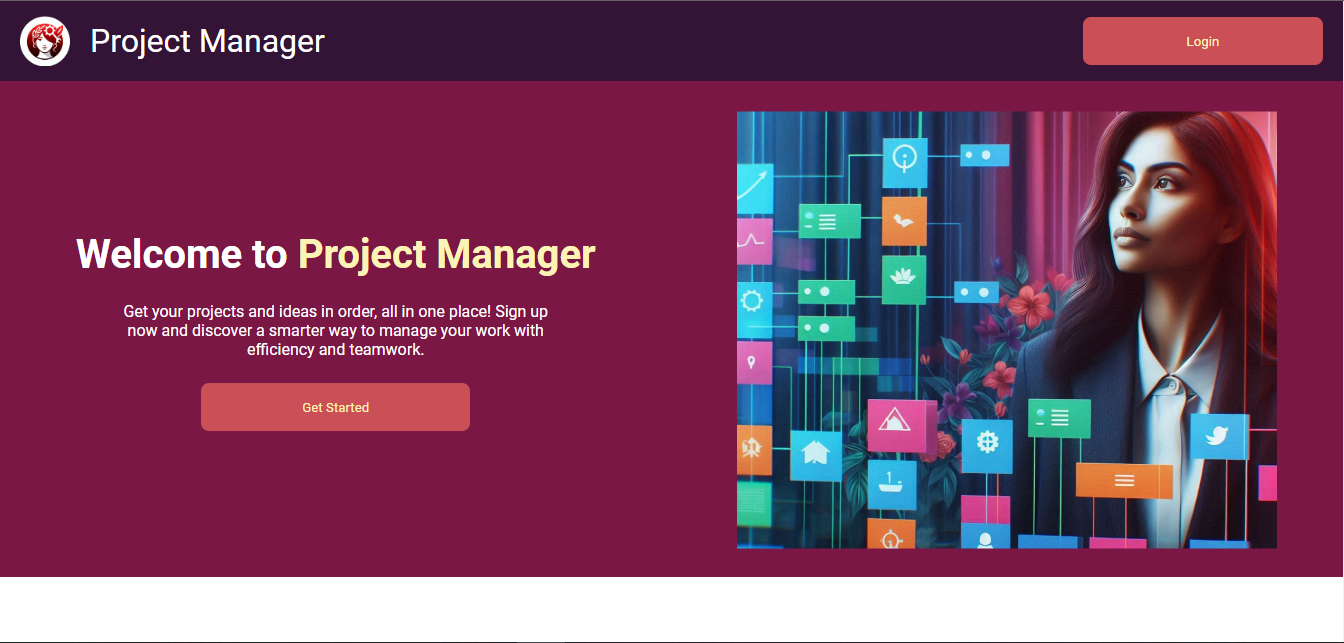 Project Manager
Login
Welcome to Project Manager
Get your projects and ideas in order, all in one place! Sign up
now and discover a smarter way to manage your work with
efficiency and teamwork.
Get Started
1